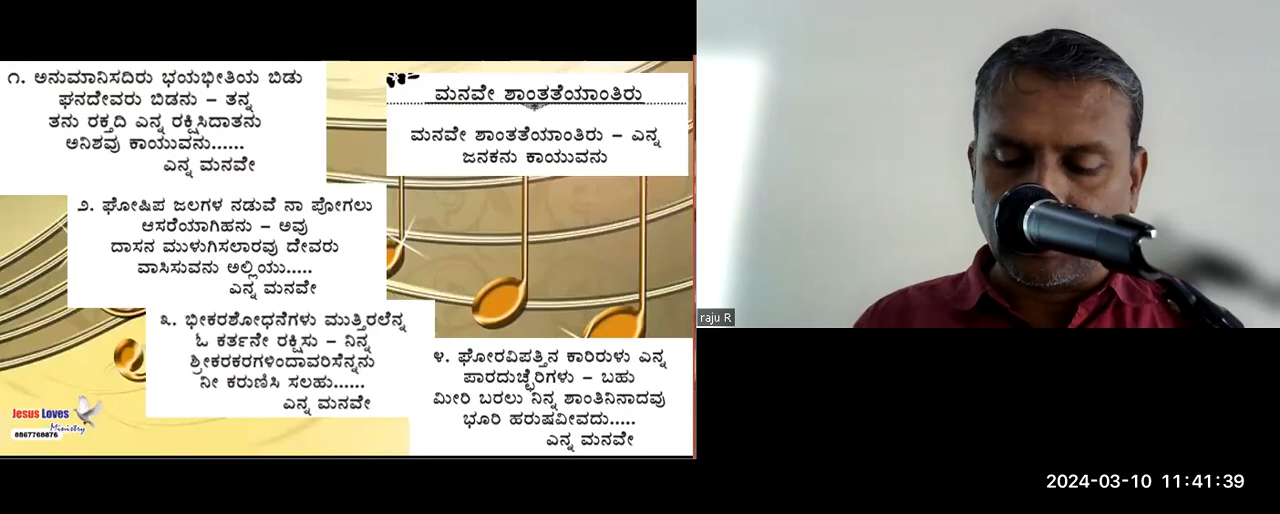 ಮನವೇ ಶಾಂತತೆಯಾಂತಿರು
ಮನವೇ ಶಾಂತತೆಯಾಂತಿರು – ಎನ್ನ
ಜನಕನು ಕಾಯುವನು
೧. ಅನುಮಾನಿಸದಿರು ಭಯಭೀತಿಯ ಬಿಡು
ಘನದೇವರು ಬಿಡನು – ತನ್ನ
ತನು ರಕ್ತದಿ ಎನ್ನ ರಕ್ಷಿಸಿದಾತನು
ಅನಿಶವು ಕಾಯುವನು......
ಎನ್ನ ಮನವೇ
೨. ಘೋಷಿಪ ಜಲಗಳ ನಡುವೆ ನಾ ಪೋಗಲು
ಆಸರೆಯಾಗಿಹನು – ಅವು
ದಾಸನ ಮುಳುಗಿಸಲಾರವು ದೇವರು
ವಾಸಿಸುವನು ಅಲ್ಲಿಯು.....
ಎನ್ನ ಮನವೇ
೩. ಭೀಕರಶೋಧನೆಗಳು ಮುತ್ತಿರಲೆನ್ನ
ಓ ಕರ್ತನೇ ರಕ್ಷಿಸು – ನಿನ್ನ
ಶ್ರೀಕರಕರಗಳಿಂದಾವರಿಸೆನ್ನನು
ನೀ ಕರುಣಿಸಿ ಸಲಹು......
ಎನ್ನ ಮನವೇ
೪. ಘೋರವಿಪತ್ತಿನ ಕಾರಿರುಳು ಎನ್ನ
ಪಾರದುಚ್ಛೆರಿಗಳು – ಬಹು
ಮೀರಿ ಬರಲು ನಿನ್ನ ಶಾಂತಿನಿನಾದವು
ಭೂರಿ ಹರುಷವೀವದು.....
ಎನ್ನ ಮನವೇ
Jesus Loves
Ministry
8867768876
raju R
2024-03-10 11:41:39